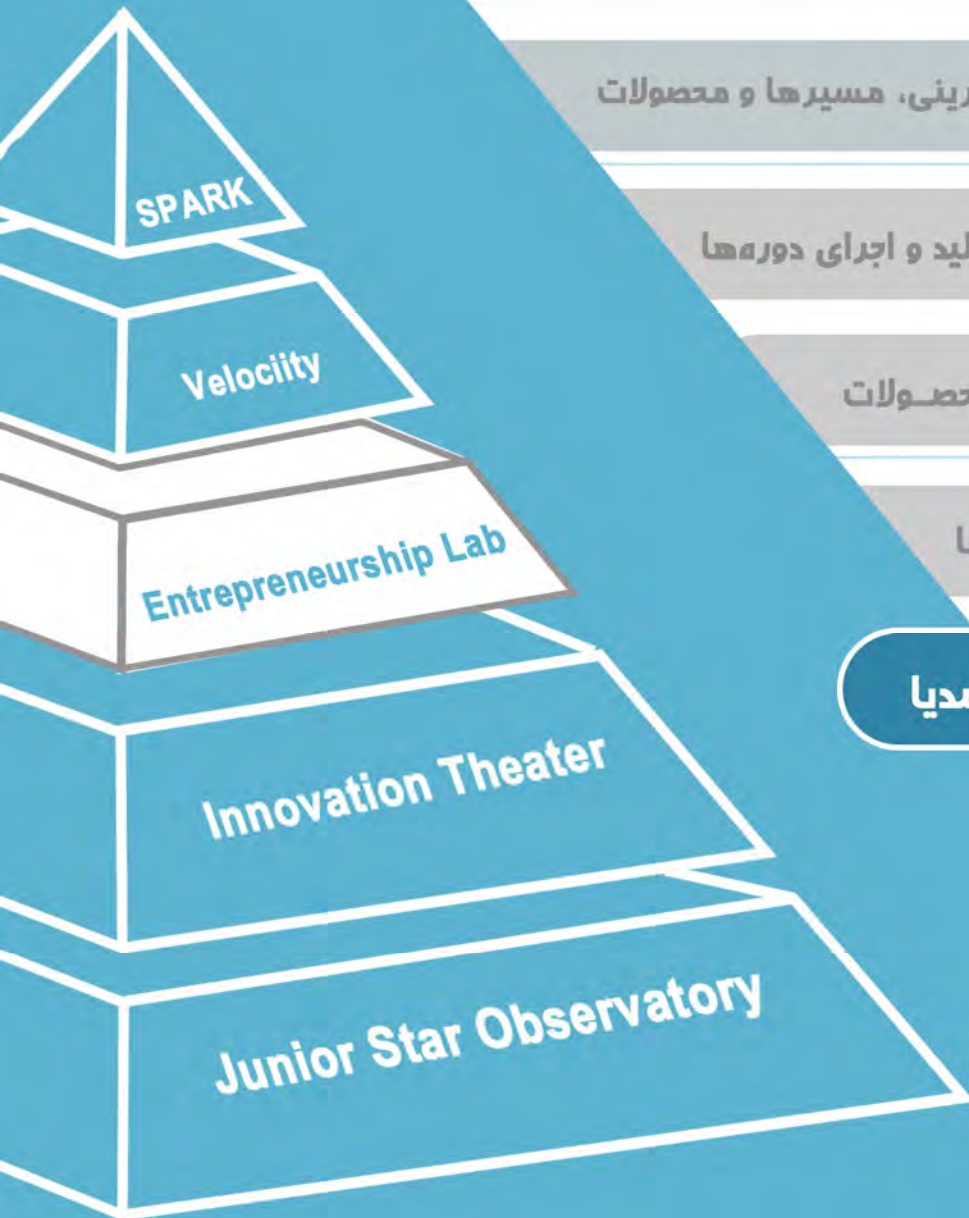 SPARK
Velociity
Entrepreneurship Lab
Innovation Theater
Junior Star Observatory
مسیرها و محصولات
و اجرای دوره‌ها